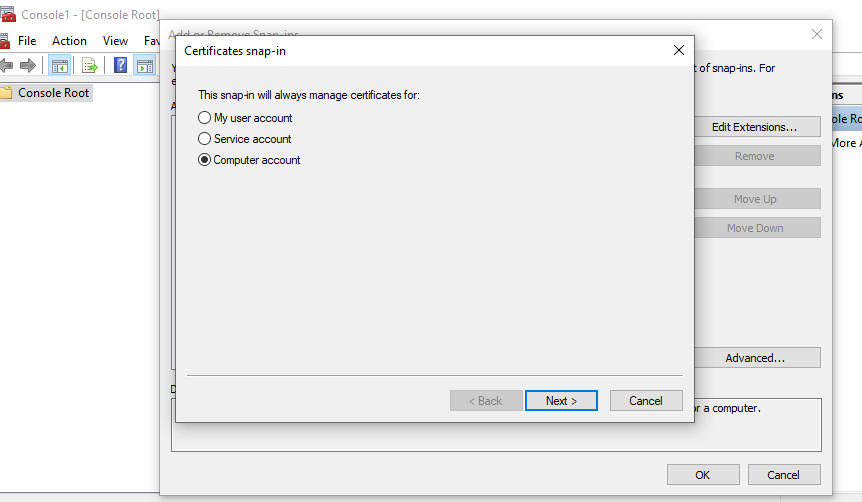 Console1 - [Console Root]
Add or Remove Snap-ins
File Action View Fav
Certificates snap-in
t of snap-ins. For
Console Root
This snap-in will always manage certificates for:
My user account
Service account
Computer account
ns
Edit Extensions...
ole Ro
More A
Remove
Move Up
Move Down
Advanced...
< Back Next > Cancel
or a computer.
OK Cancel